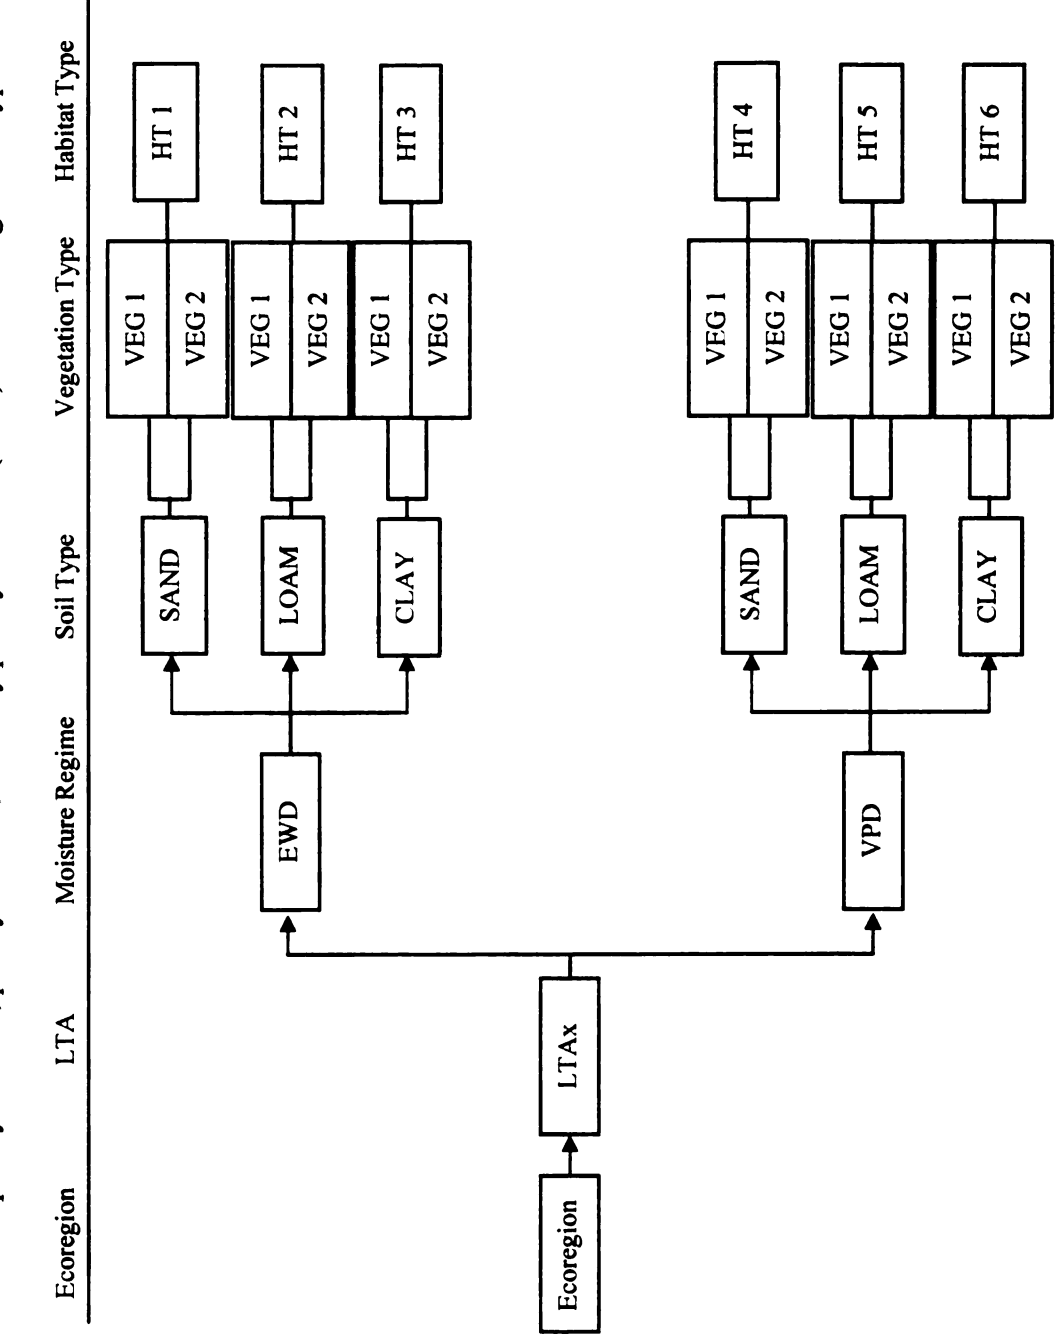 Ecoregion LTA Moisture Regime Soil Type Vegetation Type Habitat Type
Ecoregion
LTAx
EWD
SAND
VEG 1
VEG 2
HT 1
LOAM
VEG 1
VEG 2
HT 2
CLAY
VEG 1
VEG 2
HT 3
VPD
SAND
VEG 1
VEG 2
HT 4
LOAM
VEG 1
VEG 2
HT 5
CLAY
VEG 1
VEG 2
HT 6